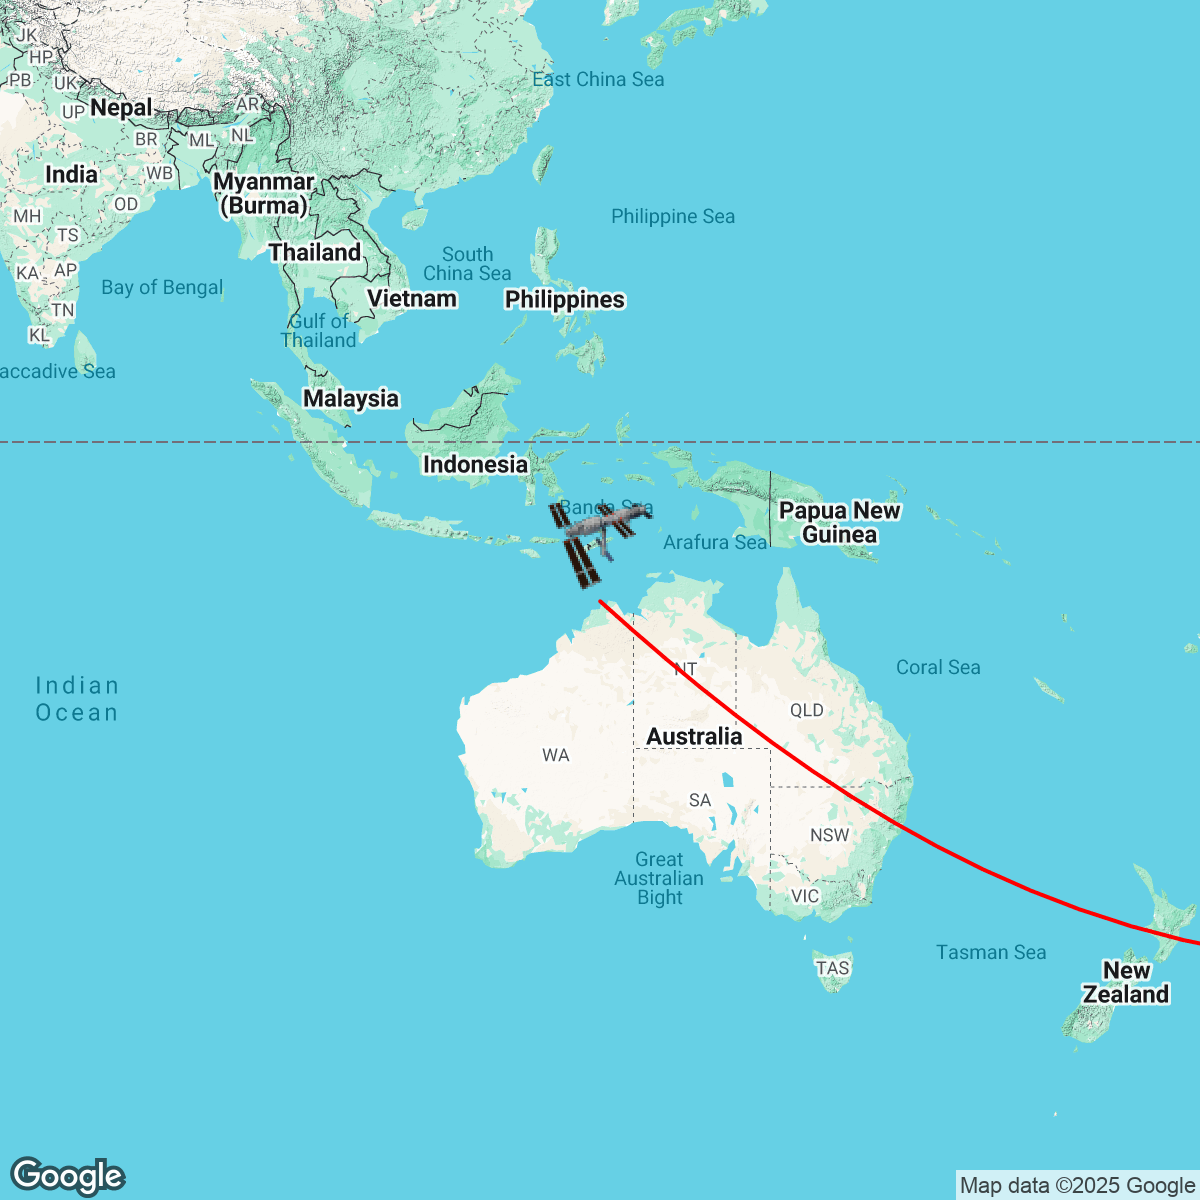 JK
HP
PB
UK
UP
Nepal
AR
BR
ML
NL
East China Sea
India
WB
Myanmar
(Burma)
OD
MH
TS
Philippine Sea
Thailand
South
China Sea
KA
AP
Bay of Bengal
Vietnam
Philippines
TN
KL
Gulf of
Thailand
accadive Sea
Malaysia
Indonesia
Banda Sea
Papua New
Guinea
Arafura Sea
Indian
Ocean
NT
Coral Sea
QLD
Australia
WA
SA
NSW
Great
Australian
Bight
VIC
TAS
Tasman Sea
New
Zealand
Google
Map data ©2025 Google